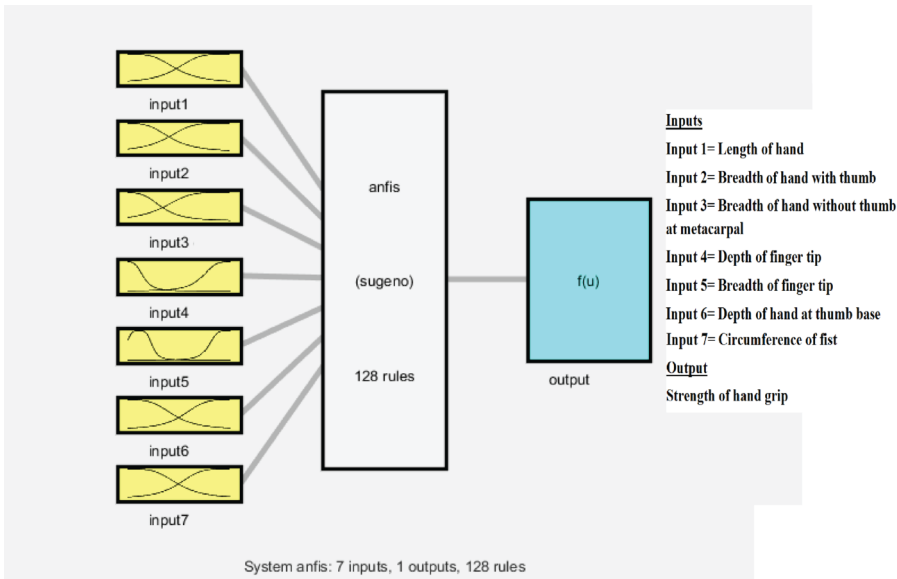 input1
input2
input3
input4
input5
input6
input7
anfis
(sugeno)
128 rules
f(u)
output
Inputs
Input 1= Length of hand
Input 2= Breadth of hand with thumb
Input 3= Breadth of hand without thumb
at metacarpal
Input 4= Depth of finger tip
Input 5= Breadth of finger tip
Input 6= Depth of hand at thumb base
Input 7= Circumference of fist
Output
Strength of hand grip
System anfis: 7 inputs, 1 outputs, 128 rules